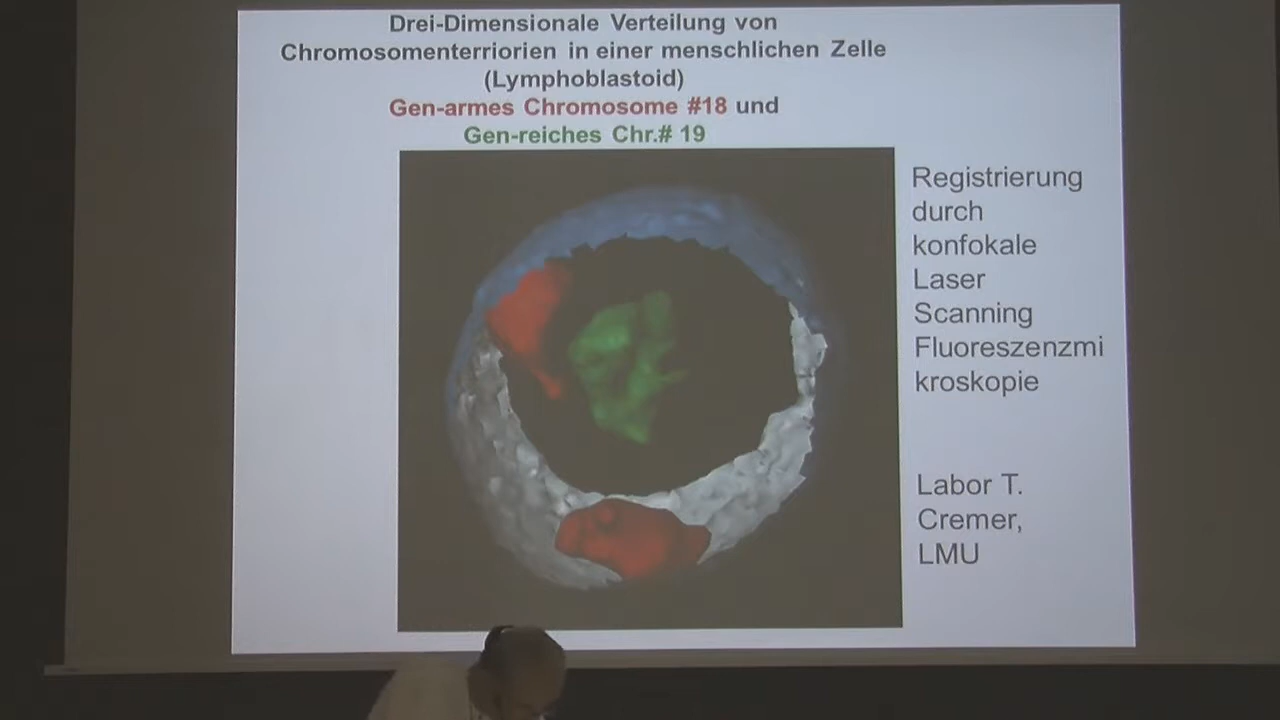 Drei-Dimensionale Verteilung von
Chromosomenterriorien in einer menschlichen Zelle
(Lymphoblastoid)
Gen-armes Chromosome #18 und
Gen-reiches Chr.# 19
Registrierung
durch
konfokale
Laser
Scanning
Fluoreszenzmi
kroskopie
Labor T.
Cremer,
LMU